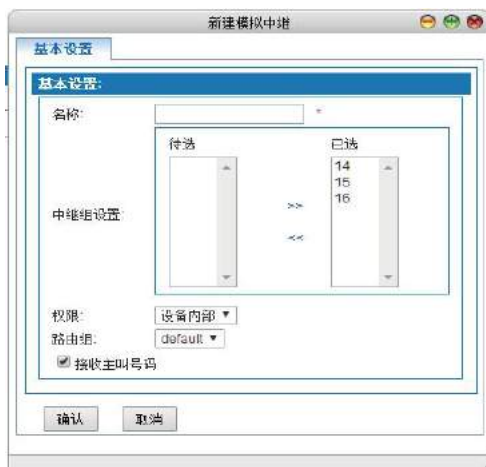 新建模拟中继
基本设置
基本设置:
名称: *
待选 已选
14
15
16
中继组设置:
>>
<<
权限: 设备内部
路由组: default
接收主叫号码
确认 取消